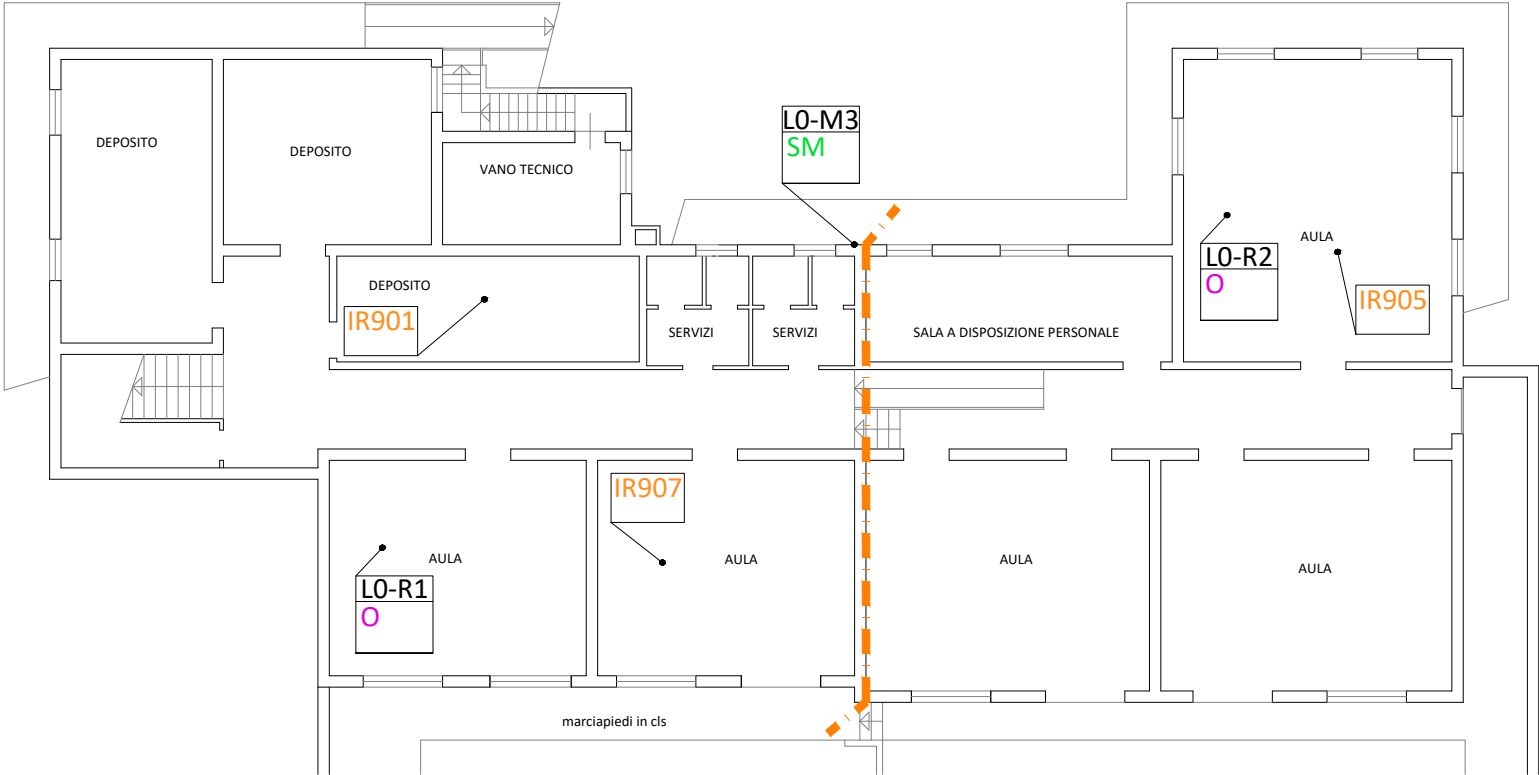 L0-M3
SM
DEPOSITO
DEPOSITO
VANO TECNICO
AULA
L0-R2
O
IR905
DEPOSITO
IR901
SERVIZI
SERVIZI
SALA A DISPOSIZIONE PERSONALE
IR907
AULA
AULA
AULA
AULA
L0-R1
O
marciapiedi in cls